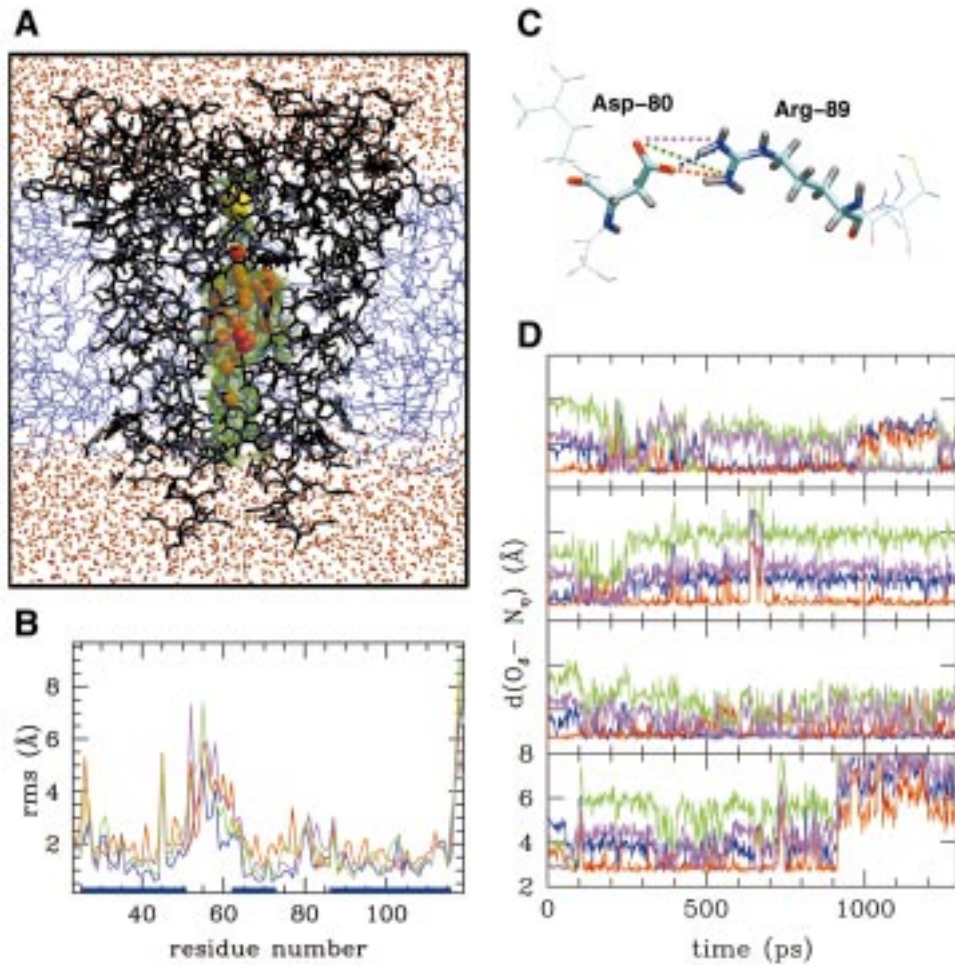 A
B
rms (Å)
8
6
4
2
40 60 80 100
residue number
C
Asp-80
Arg-89
D
d(Oδ- Nη) (Å)
8
6
4
2
0 500 1000
time (ps)